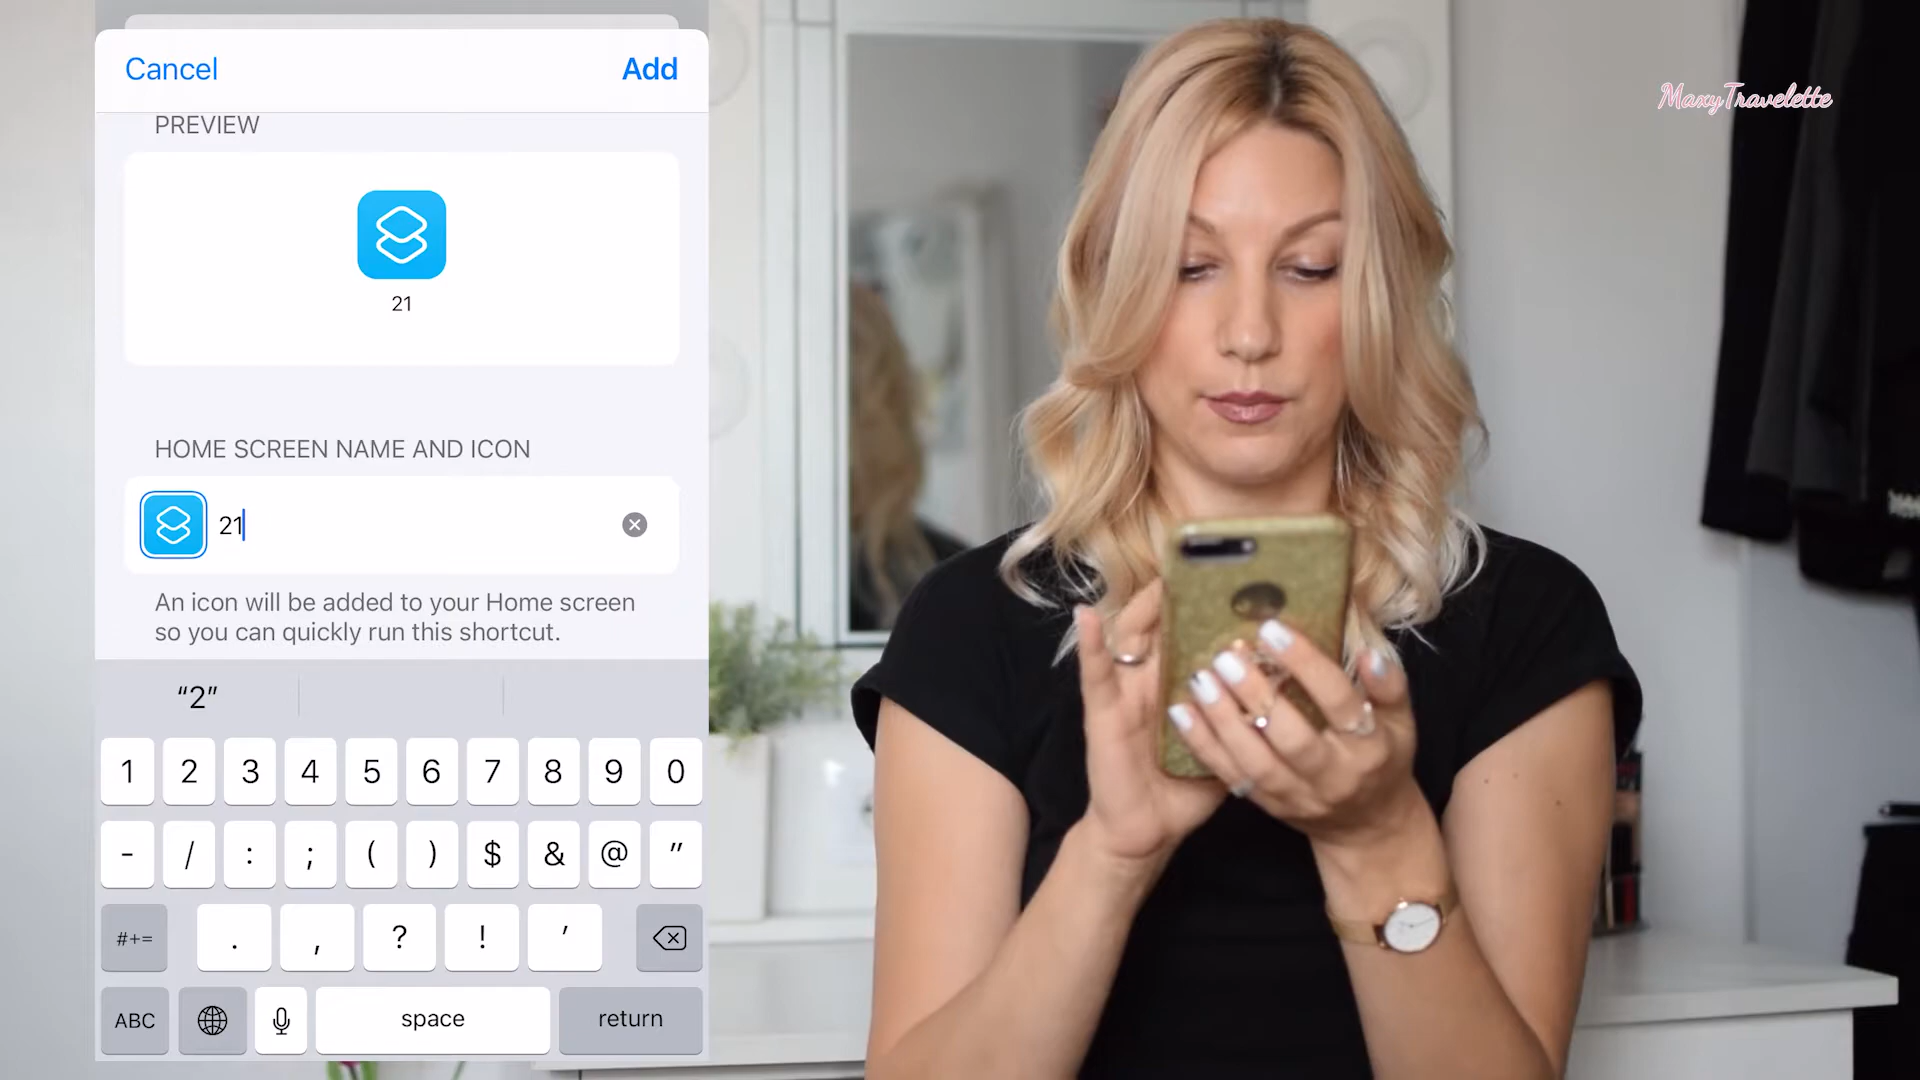 Cancel
Add
MaxyTravelette
PREVIEW
21
HOME SCREEN NAME AND ICON
21
An icon will be added to your Home screen
so you can quickly run this shortcut.
“2”
1 2 3 4 5 6 7 8 9 0
- / : ; ( ) $ & @ "
#+= . , ? ! '
ABC space return